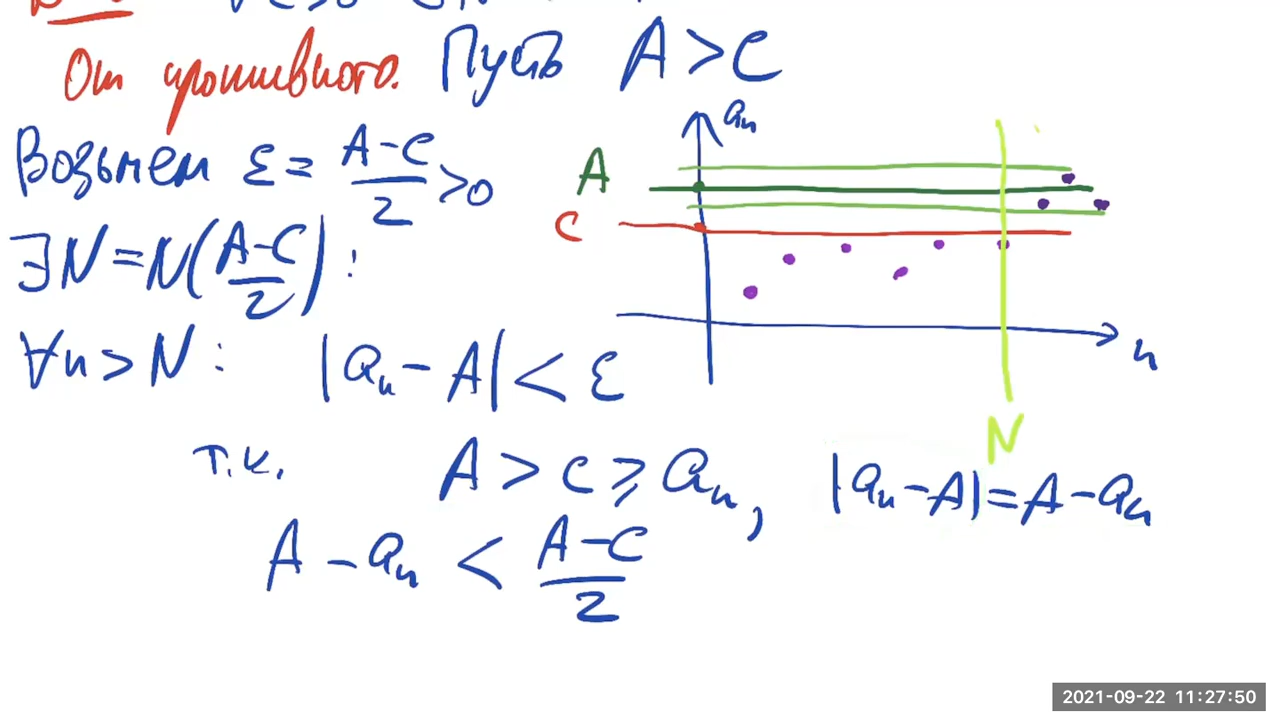 От противного. Пусть A > C
Возьмем ε = (A - C)/2 > 0
∃N = N((A - C)/2) :
∀n > N : |aₙ - A| < ε
aₙ
A
C
n
N
т.к. A > C ⩾ aₙ, |aₙ - A| = A - aₙ
A - aₙ < (A - C)/2
2021-09-22 11:27:50